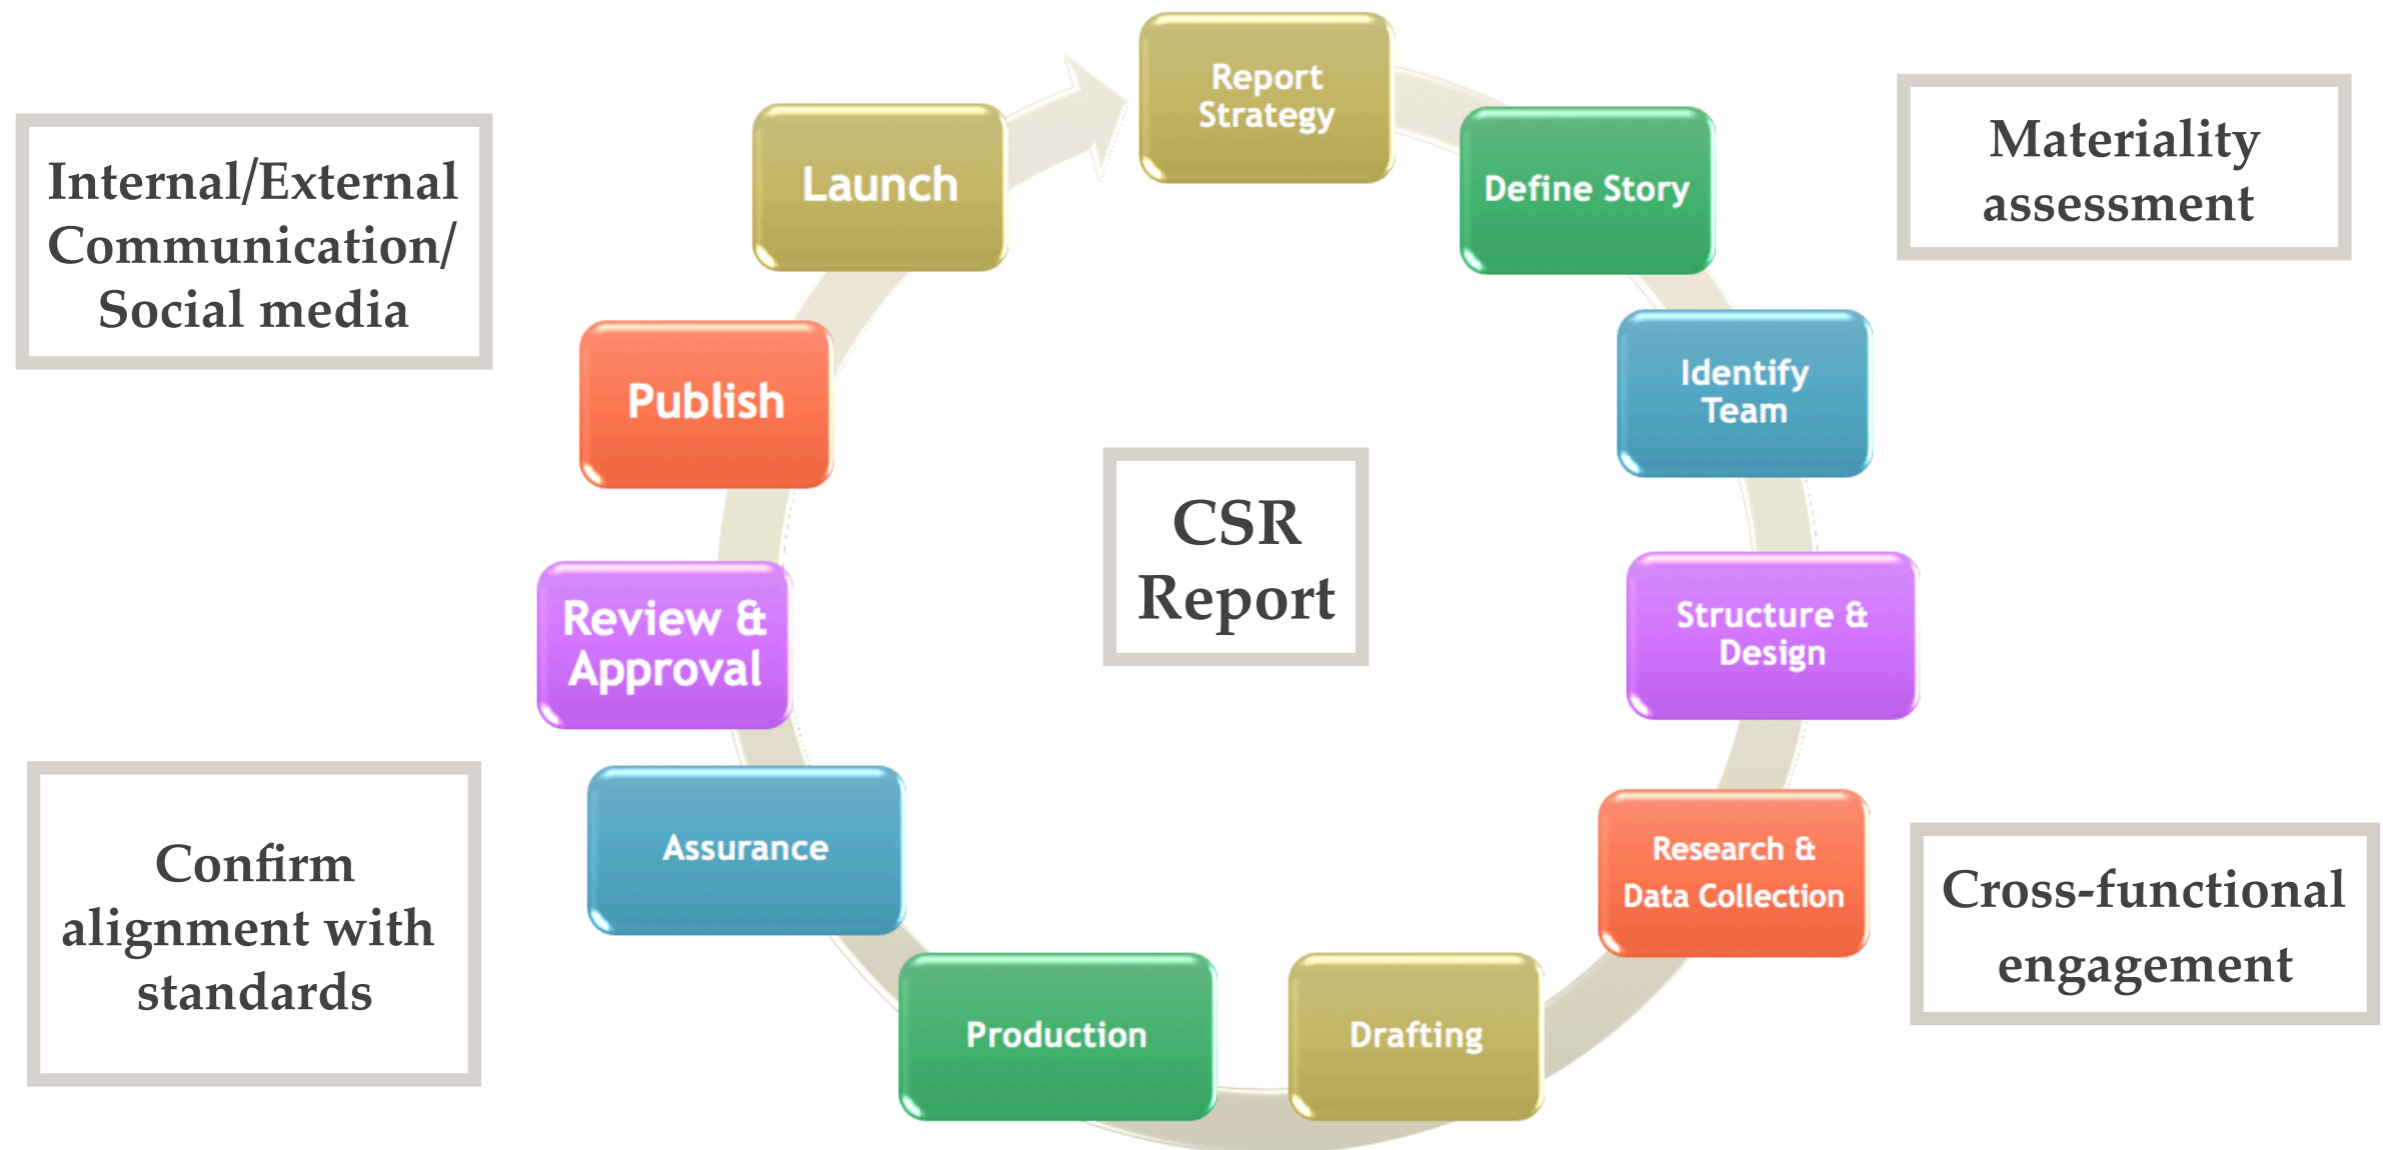 Report
Strategy
Define Story
Identify
Team
Structure &
Design
Research &
Data Collection
Drafting
Production
Assurance
Review &
Approval
Publish
Launch
CSR
Report
Materiality
assessment
Cross-functional
engagement
Confirm
alignment with
standards
Internal/External
Communication/
Social media